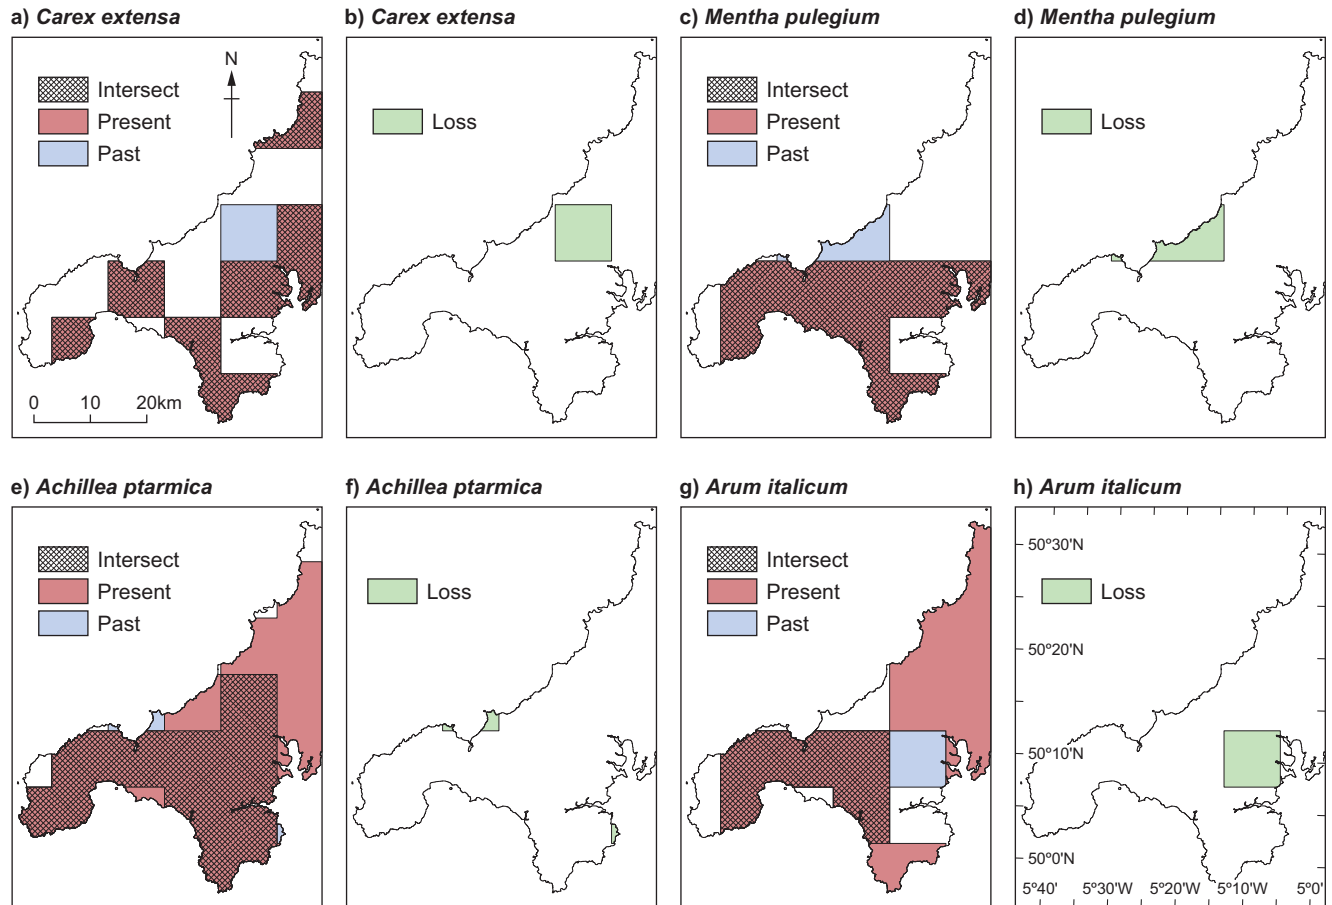 a) Carex extensa
N
Intersect
Present
Past
0 10 20km
b) Carex extensa
Loss
c) Mentha pulegium
Intersect
Present
Past
d) Mentha pulegium
Loss
e) Achillea ptarmica
Intersect
Present
Past
f) Achillea ptarmica
Loss
g) Arum italicum
Intersect
Present
Past
h) Arum italicum
50°30'N
Loss
50°20'N
50°10'N
50°0'N
5°40' 5°30'W 5°20'W 5°10'W 5°0'